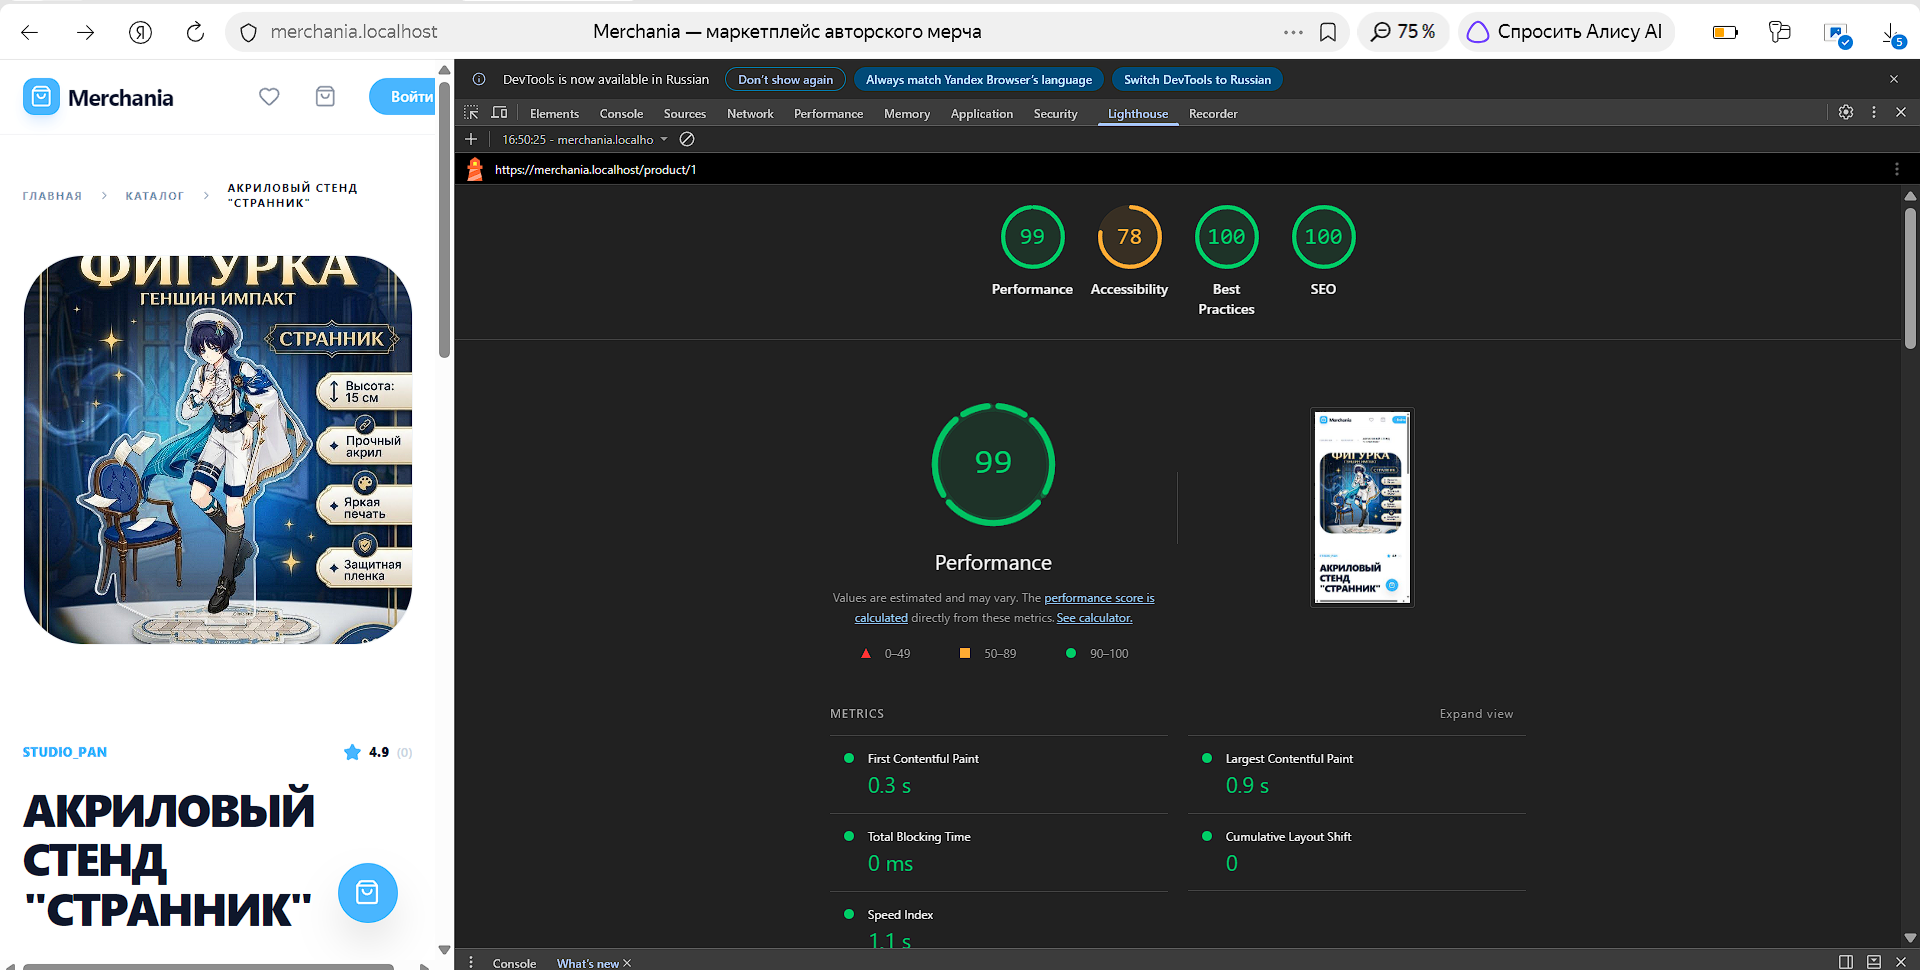 merchania.localhost
Merchania — маркетплейс авторского мерча
75 %
Спросить Алису AI
5
Merchania
Войти
ГЛАВНАЯ
КАТАЛОГ
АКРИЛОВЫЙ СТЕНД
"СТРАННИК"
ФИГУРКА
ГЕНШИН ИМПАКТ
СТРАННИК
Высота:
15 см
Прочный
акрил
Яркая
печать
Защитная
пленка
STUDIO_PAN
4.9 (0)
АКРИЛОВЫЙ
СТЕНД
"СТРАННИК"
DevTools is now available in Russian
Don't show again
Always match Yandex Browser's language
Switch DevTools to Russian
Elements
Console
Sources
Network
Performance
Memory
Application
Security
Lighthouse
Recorder
16:50:25 - merchania.localho
https://merchania.localhost/product/1
99
Performance
78
Accessibility
100
Best
Practices
100
SEO
99
Performance
Values are estimated and may vary. The performance score is
calculated directly from these metrics. See calculator.
0–49
50–89
90–100
Merchania
ФИГУРКА
АКРИЛОВЫЙ
СТЕНД
"СТРАННИК"
METRICS
Expand view
First Contentful Paint
0.3 s
Largest Contentful Paint
0.9 s
Total Blocking Time
0 ms
Cumulative Layout Shift
0
Speed Index
1.1 s
Console
What's new